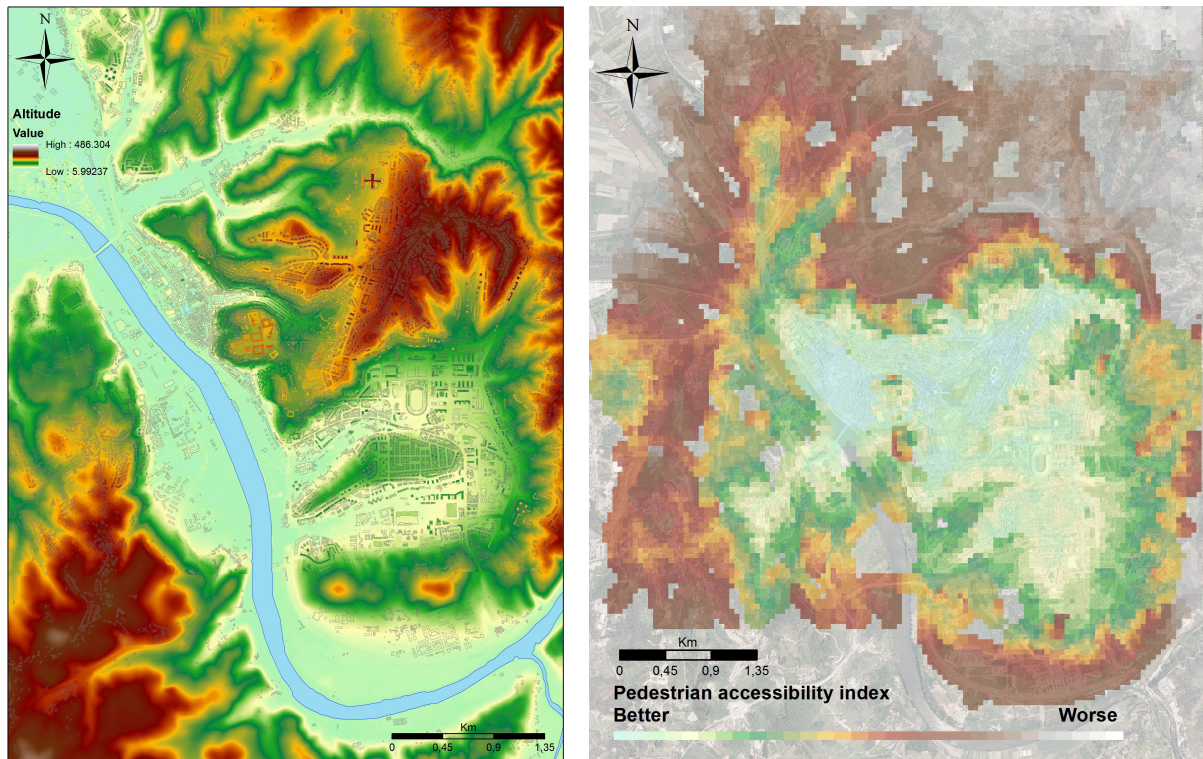 N
Altitude
Value
High : 486.304
Low : 5.99237
Km
0 0,45 0,9 1,35
N
Km
0 0,45 0,9 1,35
Pedestrian accessibility index
Better Worse